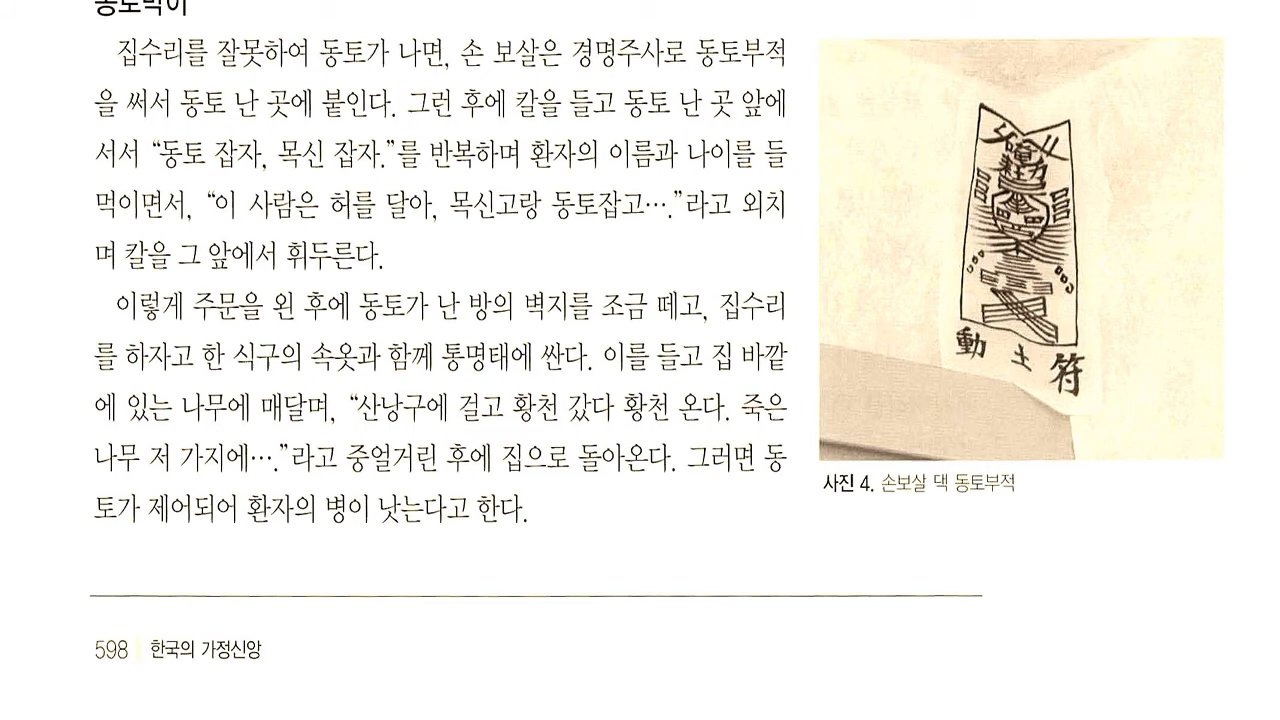 동토막이
집수리를 잘못하여 동토가 나면, 손 보살은 경명주사로 동토부적
을 써서 동토 난 곳에 붙인다. 그런 후에 칼을 들고 동토 난 곳 앞에
서서 “동토 잡자, 목신 잡자.”를 반복하며 환자의 이름과 나이를 들
먹이면서, “이 사람은 허를 달아, 목신고랑 동토잡고….”라고 외치
며 칼을 그 앞에서 휘두른다.
이렇게 주문을 왼 후에 동토가 난 방의 벽지를 조금 떼고, 집수리
를 하자고 한 식구의 속옷과 함께 통명태에 싼다. 이를 들고 집 바깥
에 있는 나무에 매달며, “산낭구에 걸고 황천 갔다 황천 온다. 죽은
나무 저 가지에….”라고 중얼거린 후에 집으로 돌아온다. 그러면 동
토가 제어되어 환자의 병이 낫는다고 한다.
動土符
사진 4. 손보살 댁 동토부적
598 한국의 가정신앙